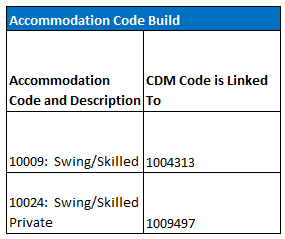 Accommodation Code Build
Accommodation
Code and Description
CDM Code is Linked
To
10009:  Swing/Skilled
1004313
10024:  Swing/Skilled
Private
1009497